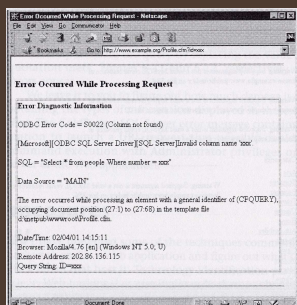 Error Occurred While Processing Request - Netscape
File Edit View Go Communicator Help
Bookmarks Go to: http://www.example.org/Profile.cfm?id=xxx
Error Occurred While Processing Request
Error Diagnostic Information
ODBC Error Code = S0022 (Column not found)
[Microsoft][ODBC SQL Server Driver][SQL Server]Invalid column name 'xxx'.
SQL = "Select * from people Where number = xxx"
Data Source = "MAIN"
The error occurred while processing an element with a general identifier of (CFQUERY),
occupying document position (27:1) to (27:68) in the template file
d:\inetpub\wwwroot\Profile.cfm.
Date/Time: 02/04/01 14:15:11
Browser: Mozilla/4.76 [en] (Windows NT 5.0; U)
Remote Address: 202.86.136.115
Query String: ID=xxx
Document: Done